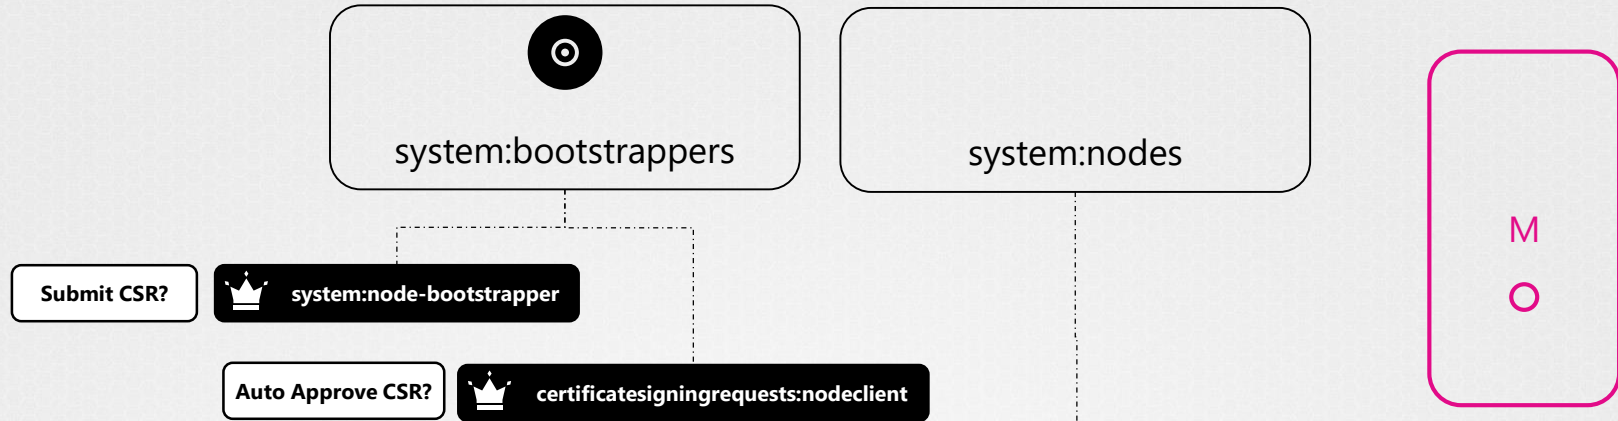 system:bootstrappers
system:nodes
M
Submit CSR?
system:node-bootstrapper
Auto Approve CSR?
certificatesigningrequests:nodeclient